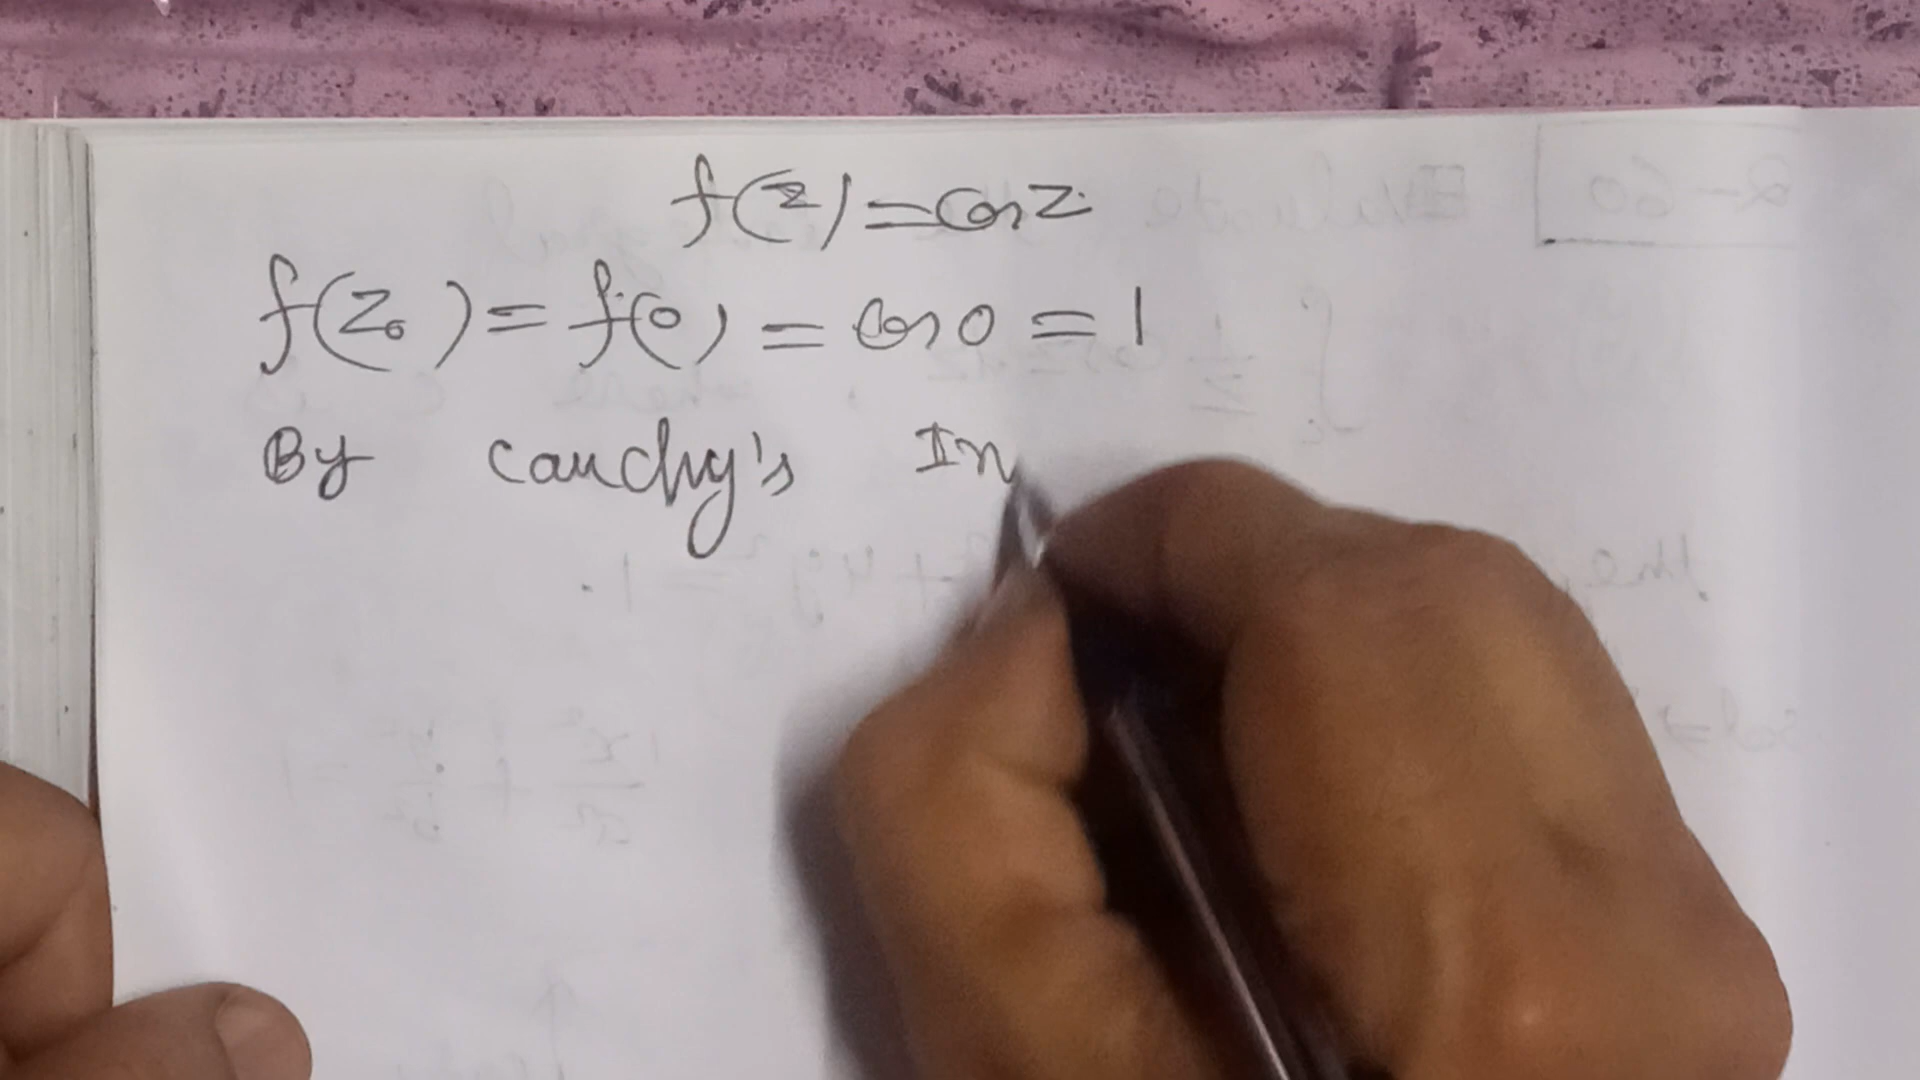 f(z) = cos z
f(z₀) = f(0) = cos 0 = 1
By Cauchy's In